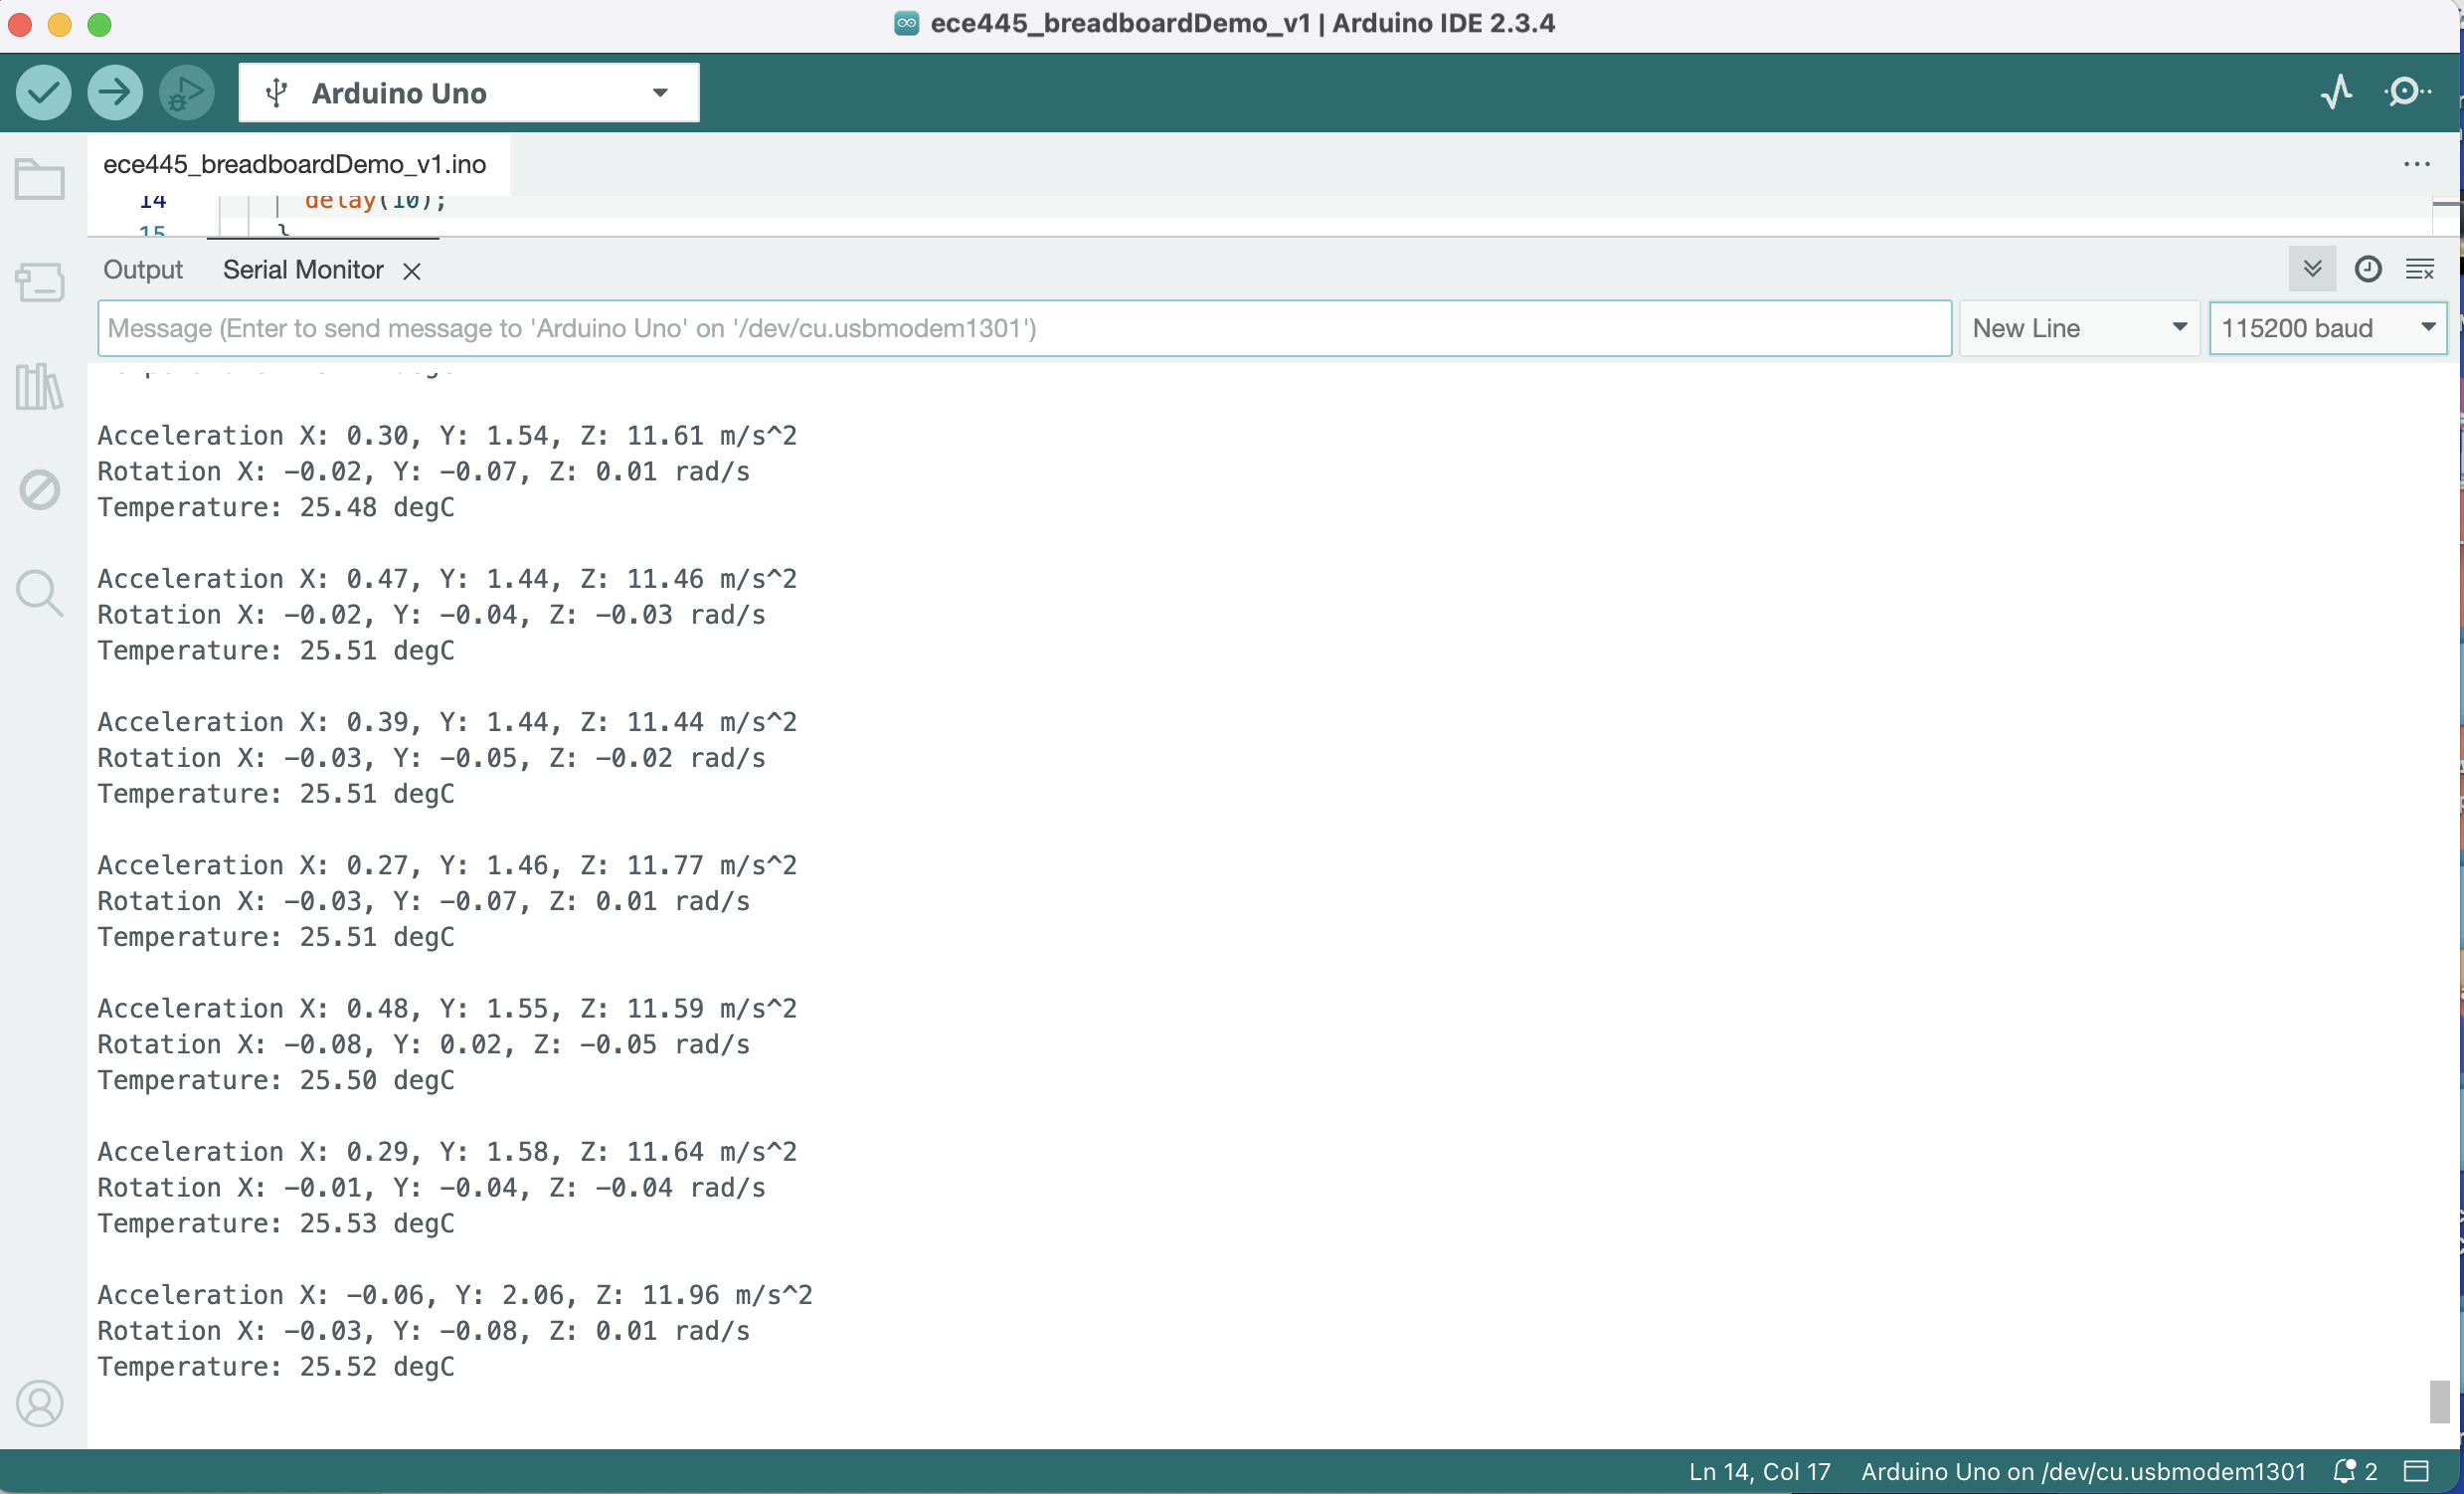 ece445_breadboardDemo_v1 | Arduino IDE 2.3.4
Arduino Uno
ece445_breadboardDemo_v1.ino
14 delay(10);
15 }
Output Serial Monitor
Message (Enter to send message to 'Arduino Uno' on '/dev/cu.usbmodem1301') New Line 115200 baud
Acceleration X: 0.30, Y: 1.54, Z: 11.61 m/s^2
Rotation X: -0.02, Y: -0.07, Z: 0.01 rad/s
Temperature: 25.48 degC
Acceleration X: 0.47, Y: 1.44, Z: 11.46 m/s^2
Rotation X: -0.02, Y: -0.04, Z: -0.03 rad/s
Temperature: 25.51 degC
Acceleration X: 0.39, Y: 1.44, Z: 11.44 m/s^2
Rotation X: -0.03, Y: -0.05, Z: -0.02 rad/s
Temperature: 25.51 degC
Acceleration X: 0.27, Y: 1.46, Z: 11.77 m/s^2
Rotation X: -0.03, Y: -0.07, Z: 0.01 rad/s
Temperature: 25.51 degC
Acceleration X: 0.48, Y: 1.55, Z: 11.59 m/s^2
Rotation X: -0.08, Y: 0.02, Z: -0.05 rad/s
Temperature: 25.50 degC
Acceleration X: 0.29, Y: 1.58, Z: 11.64 m/s^2
Rotation X: -0.01, Y: -0.04, Z: -0.04 rad/s
Temperature: 25.53 degC
Acceleration X: -0.06, Y: 2.06, Z: 11.96 m/s^2
Rotation X: -0.03, Y: -0.08, Z: 0.01 rad/s
Temperature: 25.52 degC
Ln 14, Col 17 Arduino Uno on /dev/cu.usbmodem1301 2